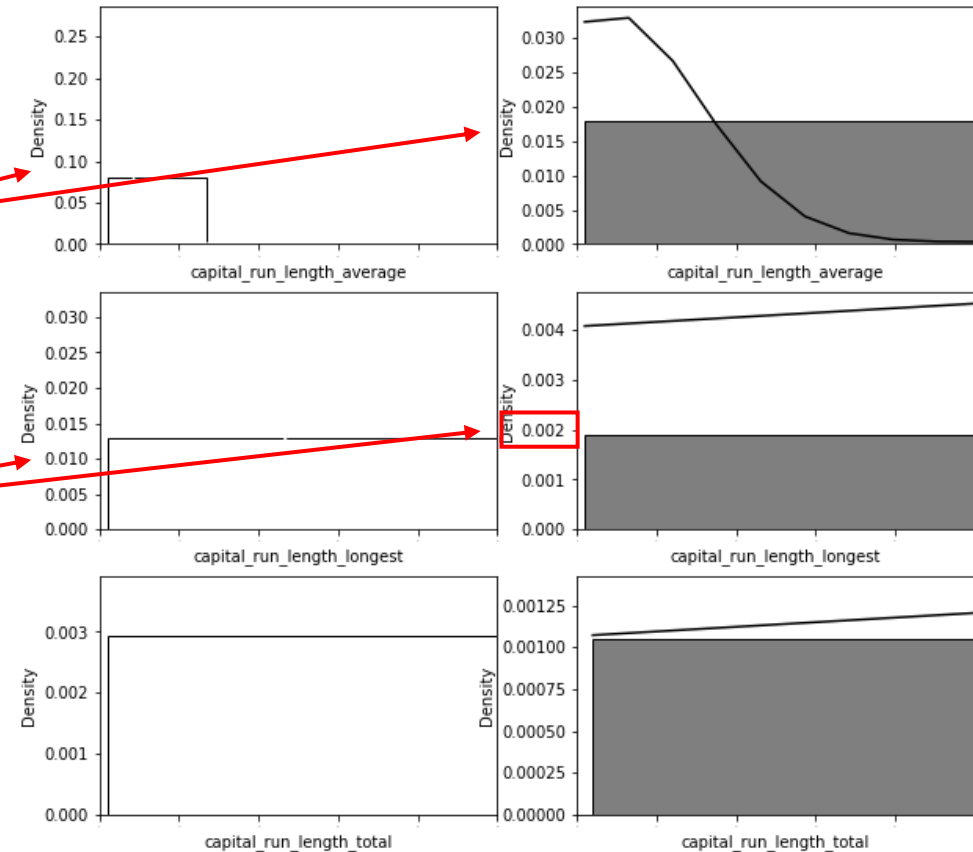 0.25
0.20
0.15
0.10
0.05
0.00
Density
capital_run_length_average
0.030
0.025
0.020
0.015
0.010
0.005
0.000
Density
capital_run_length_average
0.030
0.025
0.020
0.015
0.010
0.005
0.000
Density
capital_run_length_longest
0.004
0.003
0.002
0.001
0.000
Density
capital_run_length_longest
0.003
0.002
0.001
0.000
Density
capital_run_length_total
0.00125
0.00100
0.00075
0.00050
0.00025
0.00000
Density
capital_run_length_total